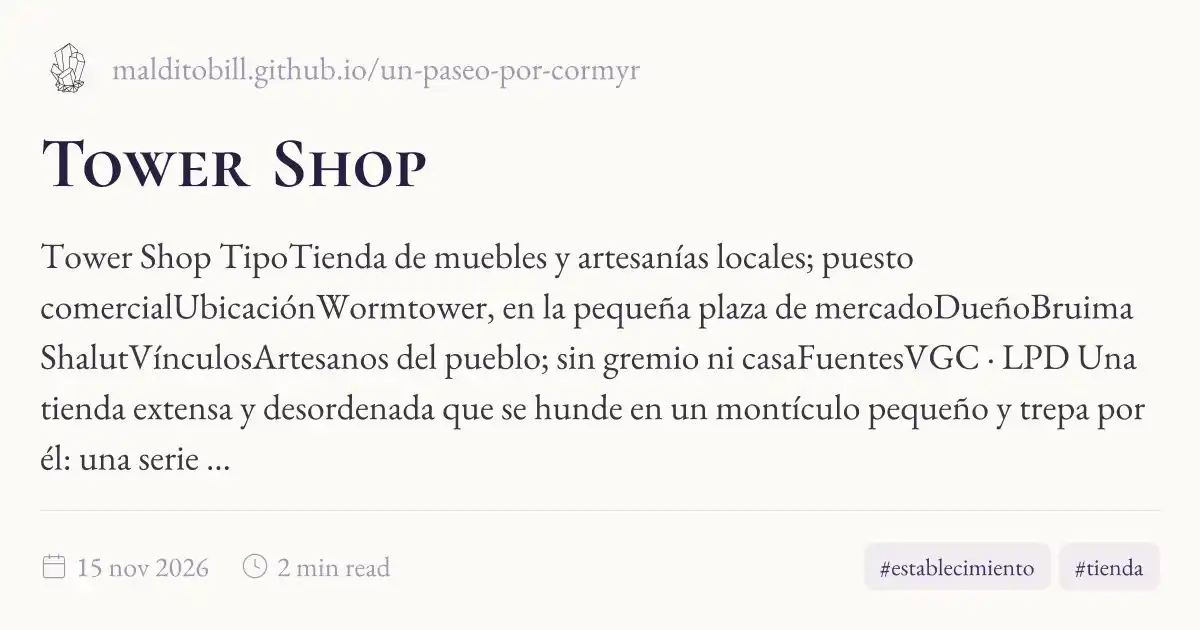 malditobill.github.io/un-paseo-por-cormyr
Tower Shop
Tower Shop TipoTienda de muebles y artesanías locales; puesto
comercialUbicaciónWormtower, en la pequeña plaza de mercadoDueñoBruima
ShalutVínculosArtesanos del pueblo; sin gremio ni casaFuentesVGC · LPD Una
tienda extensa y desordenada que se hunde en un montículo pequeño y trepa por
él: una serie ...
15 nov 2026
2 min read
#establecimiento
#tienda